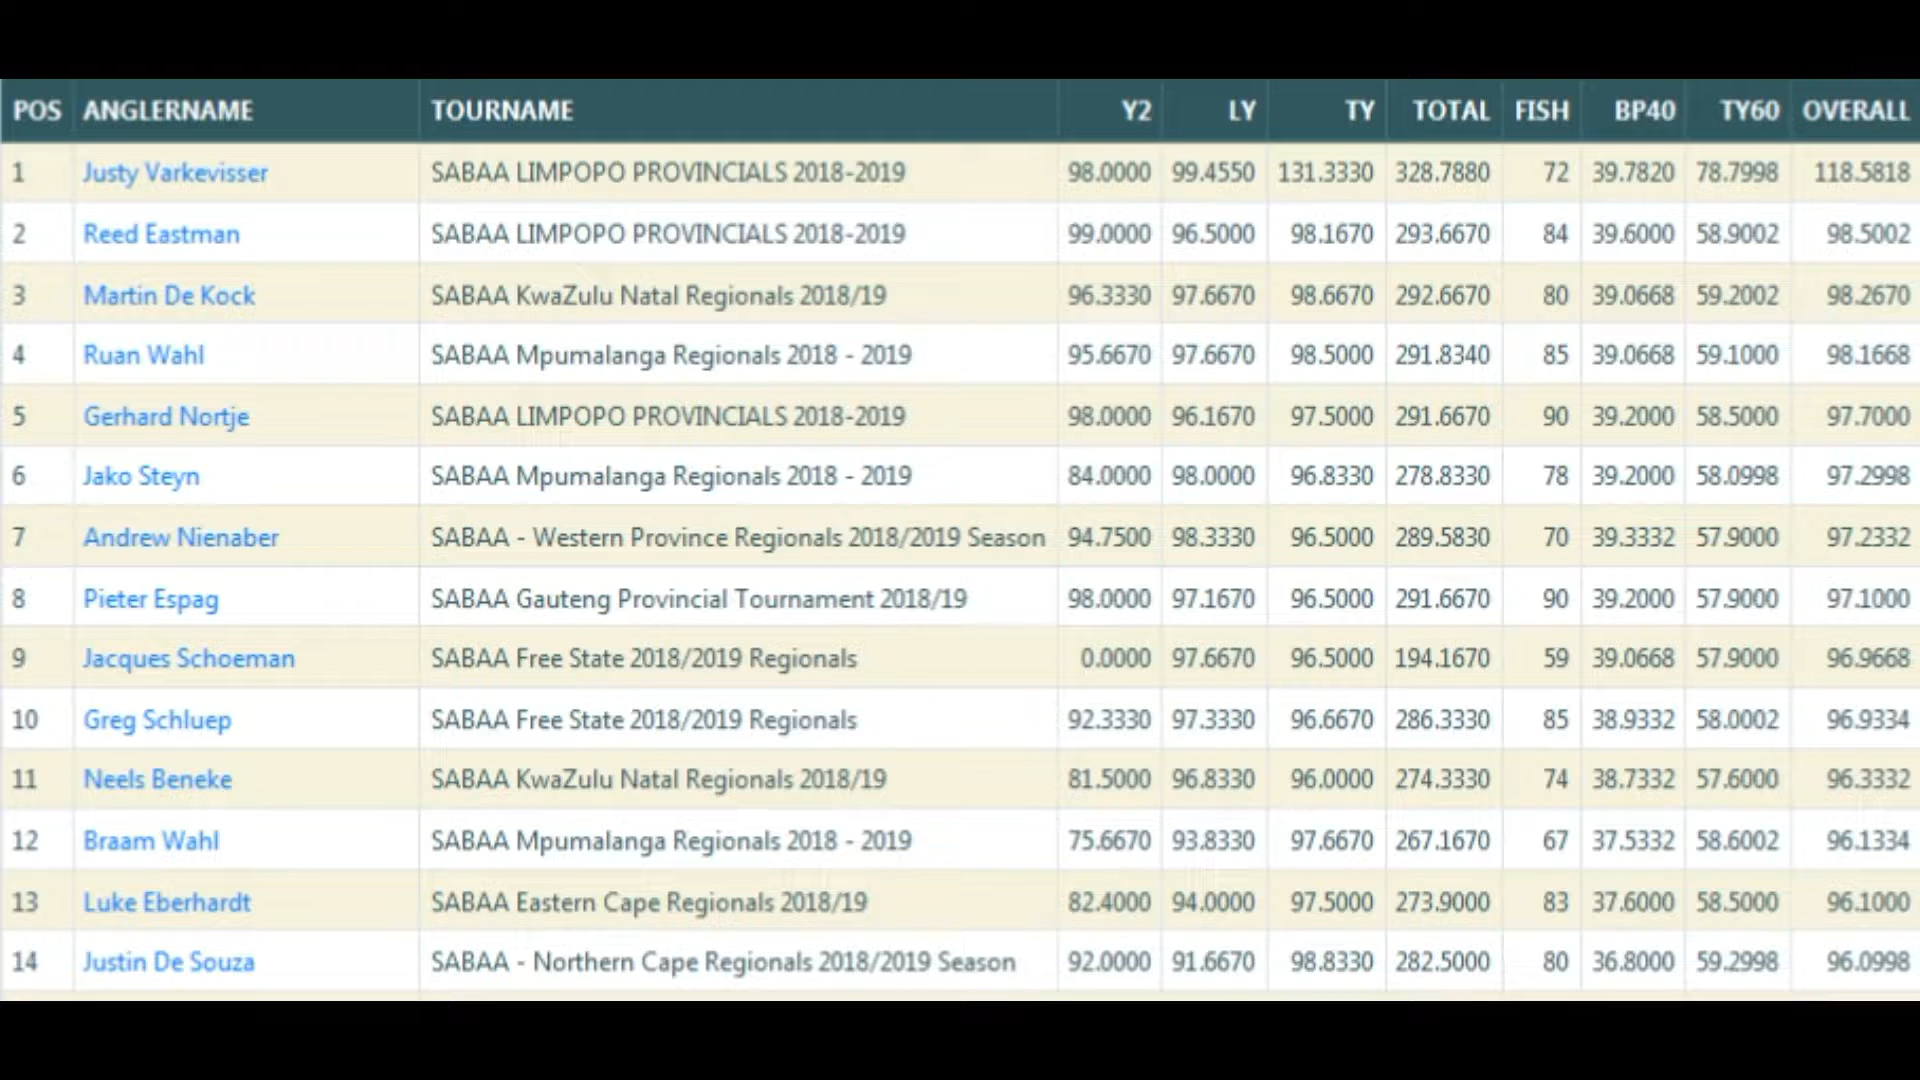 POS ANGLERNAME TOURNAME Y2 LY TY TOTAL FISH BP40 TY60 OVERALL
1 Justy Varkevisser SABAA LIMPOPO PROVINCIALS 2018-2019 98.0000 99.4550 131.3330 328.7880 72 39.7820 78.7998 118.5818
2 Reed Eastman SABAA LIMPOPO PROVINCIALS 2018-2019 99.0000 96.5000 98.1670 293.6670 84 39.6000 58.9002 98.5002
3 Martin De Kock SABAA KwaZulu Natal Regionals 2018/19 96.3330 97.6670 98.6670 292.6670 80 39.0668 59.2002 98.2670
4 Ruan Wahl SABAA Mpumalanga Regionals 2018 - 2019 95.6670 97.6670 98.5000 291.8340 85 39.0668 59.1000 98.1668
5 Gerhard Nortje SABAA LIMPOPO PROVINCIALS 2018-2019 98.0000 96.1670 97.5000 291.6670 90 39.2000 58.5000 97.7000
6 Jako Steyn SABAA Mpumalanga Regionals 2018 - 2019 84.0000 98.0000 96.8330 278.8330 78 39.2000 58.0998 97.2998
7 Andrew Nienaber SABAA - Western Province Regionals 2018/2019 Season 94.7500 98.3330 96.5000 289.5830 70 39.3332 57.9000 97.2332
8 Pieter Espag SABAA Gauteng Provincial Tournament 2018/19 98.0000 97.1670 96.5000 291.6670 90 39.2000 57.9000 97.1000
9 Jacques Schoeman SABAA Free State 2018/2019 Regionals 0.0000 97.6670 96.5000 194.1670 59 39.0668 57.9000 96.9668
10 Greg Schluep SABAA Free State 2018/2019 Regionals 92.3330 97.3330 96.6670 286.3330 85 38.9332 58.0002 96.9334
11 Neels Beneke SABAA KwaZulu Natal Regionals 2018/19 81.5000 96.8330 96.0000 274.3330 74 38.7332 57.6000 96.3332
12 Braam Wahl SABAA Mpumalanga Regionals 2018 - 2019 75.6670 93.8330 97.6670 267.1670 67 37.5332 58.6002 96.1334
13 Luke Eberhardt SABAA Eastern Cape Regionals 2018/19 82.4000 94.0000 97.5000 273.9000 83 37.6000 58.5000 96.1000
14 Justin De Souza SABAA - Northern Cape Regionals 2018/2019 Season 92.0000 91.6670 98.8330 282.5000 80 36.8000 59.2998 96.0998